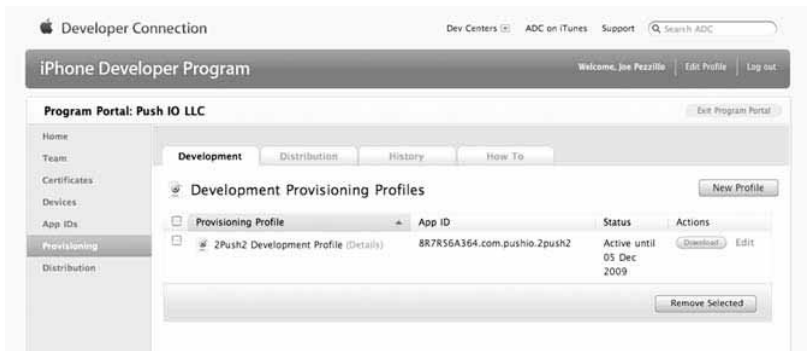 Developer Connection
Dev Centers ADC on iTunes Support Search ADC
iPhone Developer Program
Welcome, Joe Pezzillo Edit Profile Log out
Program Portal: Push IO LLC
Exit Program Portal
Home
Team
Certificates
Devices
App IDs
Provisioning
Distribution
Development Distribution History How To
Development Provisioning Profiles
New Profile
Provisioning Profile App ID Status Actions
2Push2 Development Profile (Details) 8R7RS6A364.com.pushio.2push2 Active until 05 Dec 2009 Download Edit
Remove Selected